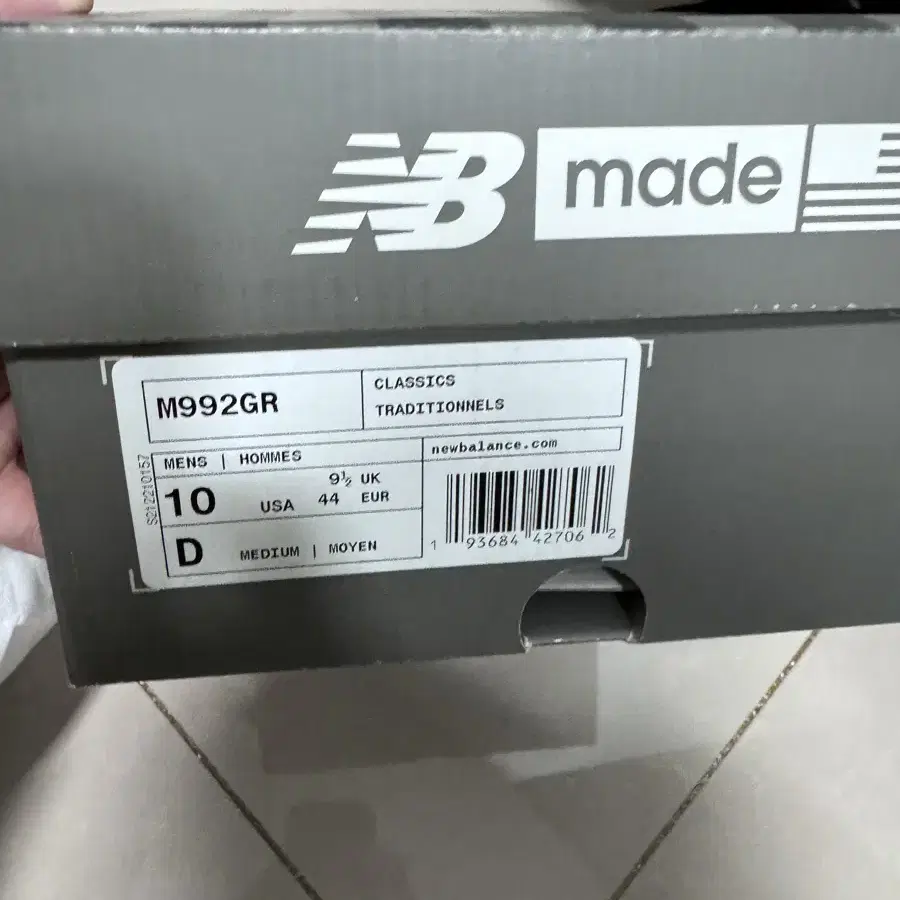 NB made
M992GR
CLASSICS
TRADITIONNELS
MENS | HOMMES
newbalance.com
10 USA 9½ UK
44 EUR
D MEDIUM | MOYEN
1 93684 42706 2
S212210157